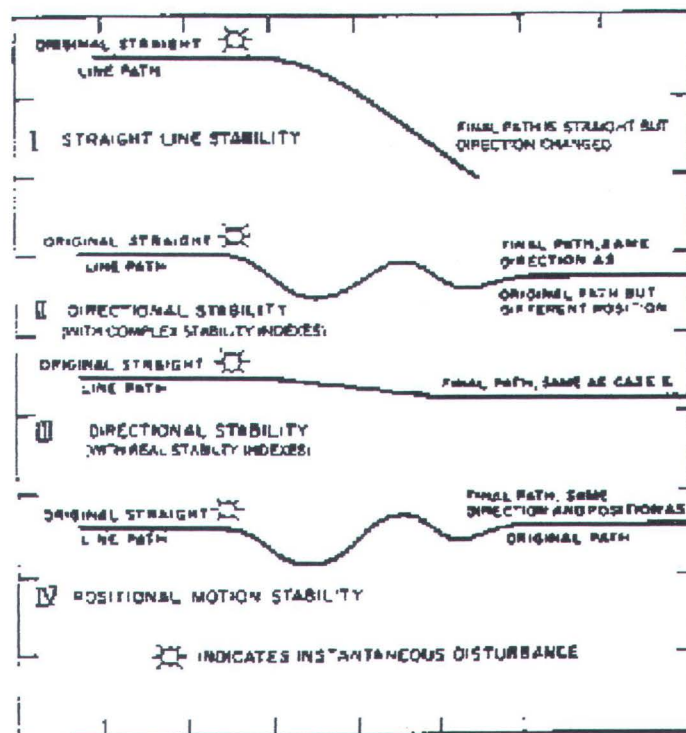 ORIGINAL STRAIGHT
LINE PATH
I STRAIGHT LINE STABILITY
FINAL PATH IS STRAIGHT BUT
DIRECTION CHANGED
ORIGINAL STRAIGHT
LINE PATH
FINAL PATH, SAME
DIRECTION AS
ORIGINAL PATH BUT
DIFFERENT POSITION
II DIRECTIONAL STABILITY
(WITH COMPLEX STABILITY INDEXES)
ORIGINAL STRAIGHT
LINE PATH
FINAL PATH, SAME AS CASE II
III DIRECTIONAL STABILITY
(WITH REAL STABILITY INDEXES)
ORIGINAL STRAIGHT
LINE PATH
FINAL PATH, SAME
DIRECTION AND POSITION AS
ORIGINAL PATH
IV POSITIONAL MOTION STABILITY
INDICATES INSTANTANEOUS DISTURBANCE